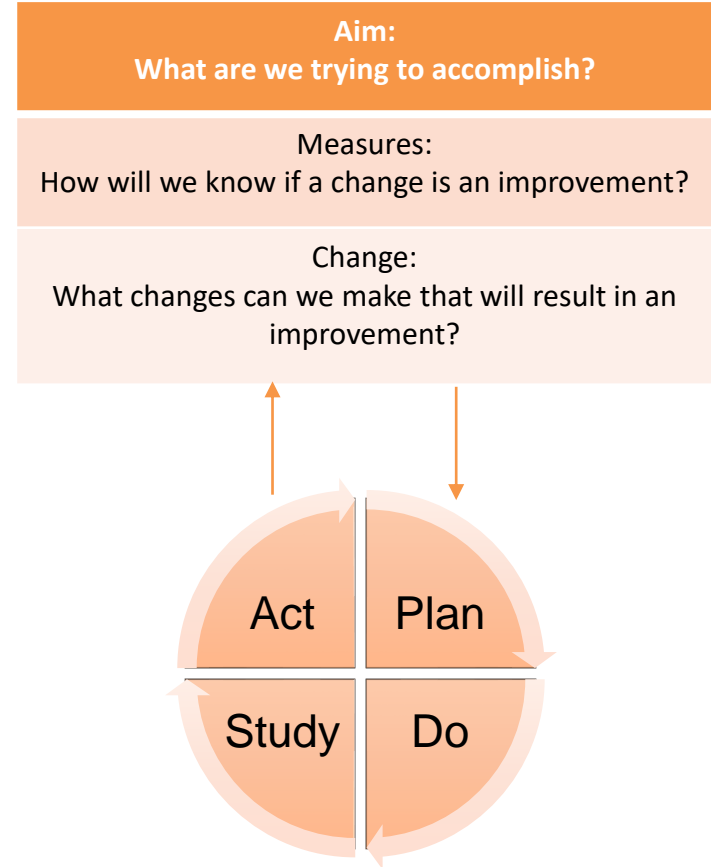 Aim:
What are we trying to accomplish?
Measures:
How will we know if a change is an improvement?
Change:
What changes can we make that will result in an
improvement?
Act
Plan
Study
Do